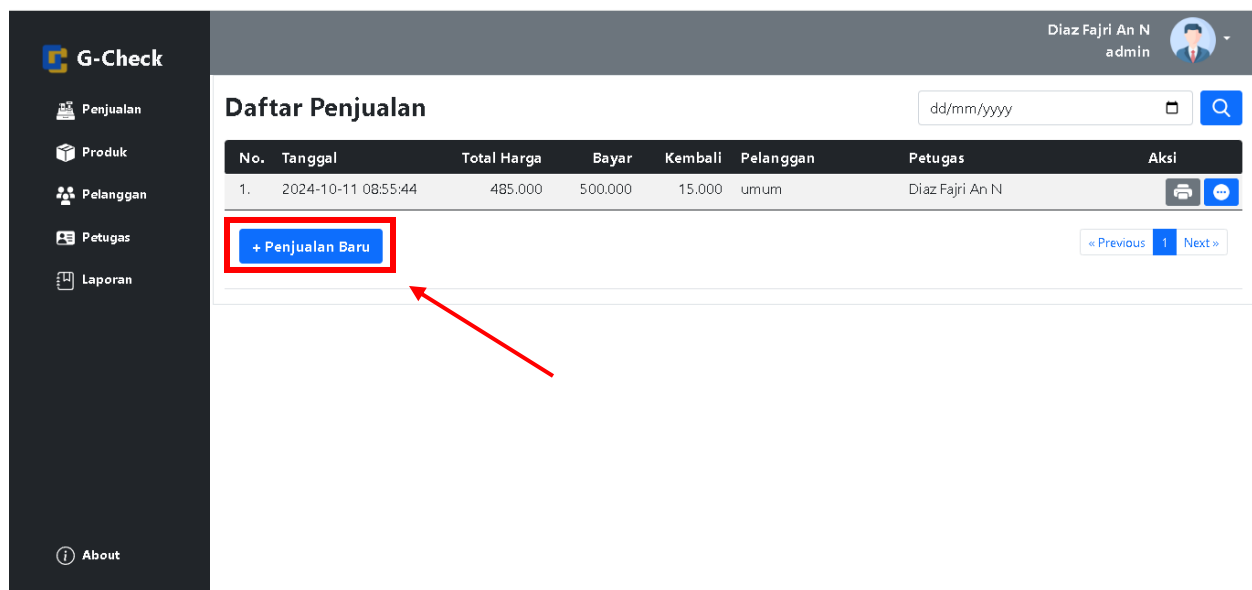 Diaz Fajri An N
admin
G-Check
Penjualan
Produk
Pelanggan
Petugas
Laporan
About
Daftar Penjualan
dd/mm/yyyy
No. Tanggal Total Harga Bayar Kembali Pelanggan Petugas Aksi
1. 2024-10-11 08:55:44 485.000 500.000 15.000 umum Diaz Fajri An N
+ Penjualan Baru
« Previous 1 Next »